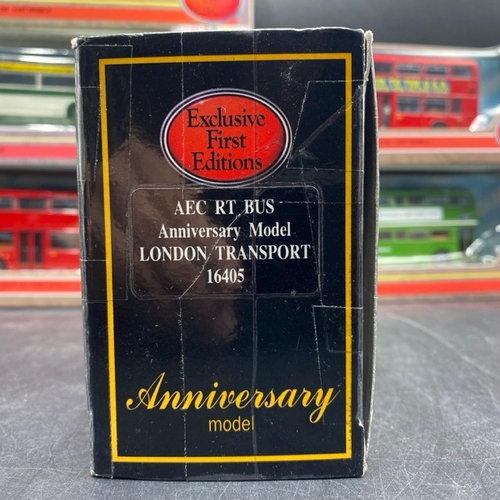 Exclusive
First
Editions
AEC RT BUS
Anniversary Model
LONDON TRANSPORT
16405
Anniversary
model